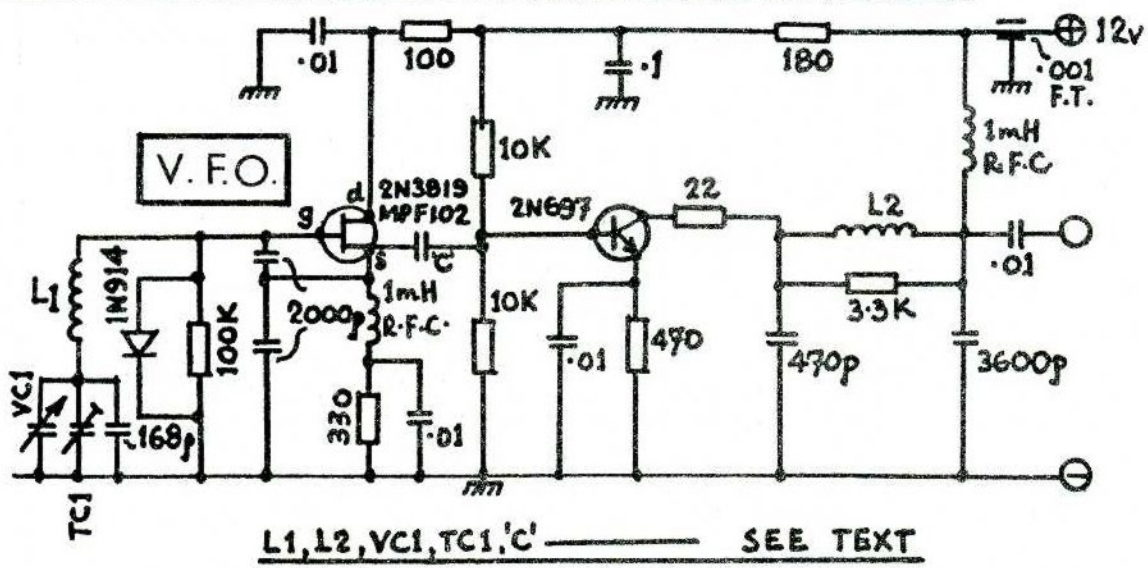 12v
.01
100
.1
180
.001
F.T.
1mH
R.F.C
V.F.O.
10K
d
2N3819
MPF102
g
s
C
2N697
22
L2
.01
L1
1N914
100K
2000p
1mH
R.F.C.
10K
3.3K
.01
470
470p
3600p
VC1
168p
330
.01
TC1
L1, L2, VC1, TC1, 'C' ——— SEE TEXT